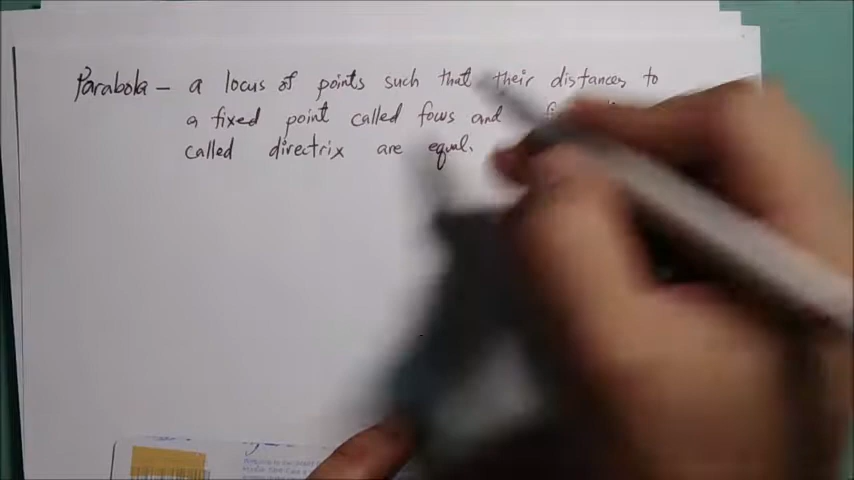 Parabola – a locus of points such that their distances to
a fixed point called focus and
called directrix are equal.